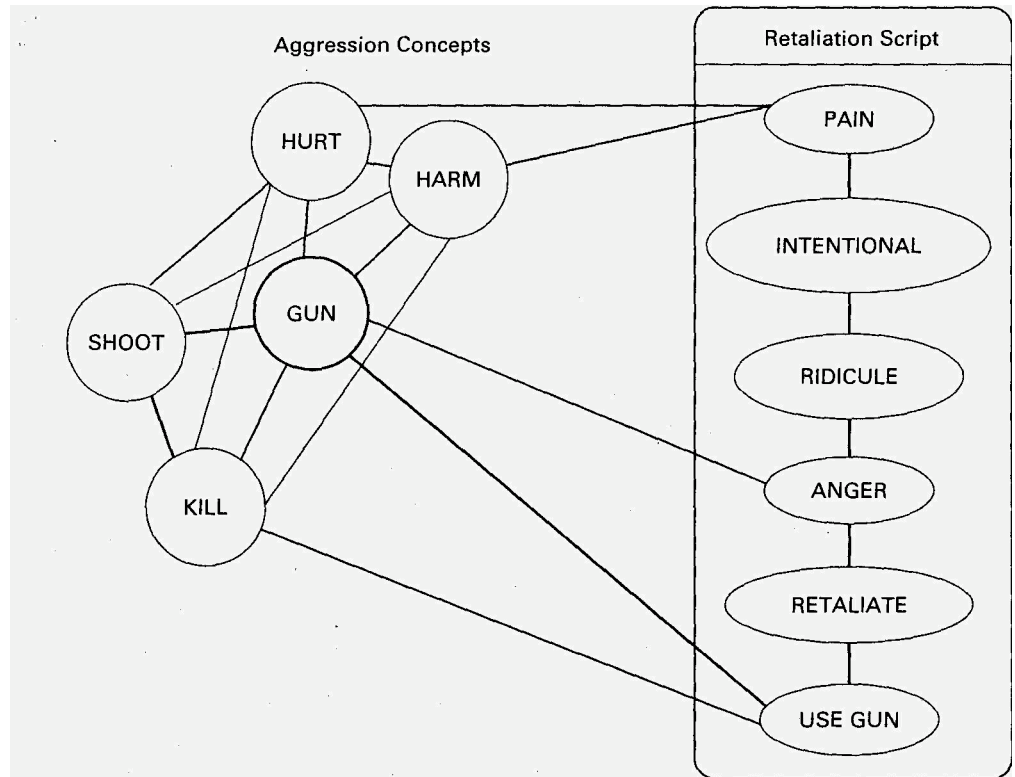 Aggression Concepts
HURT
HARM
GUN
SHOOT
KILL
Retaliation Script
PAIN
INTENTIONAL
RIDICULE
ANGER
RETALIATE
USE GUN